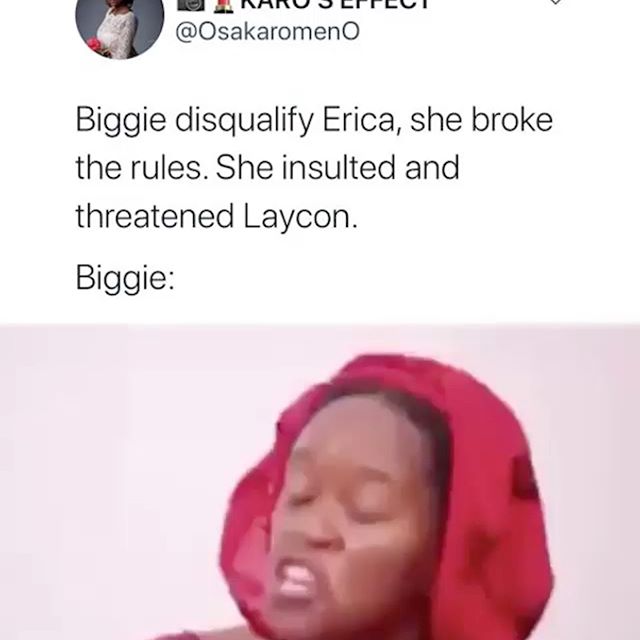 KARO'S EFFECT
@OsakaromenO
Biggie disqualify Erica, she broke
the rules. She insulted and
threatened Laycon.
Biggie: